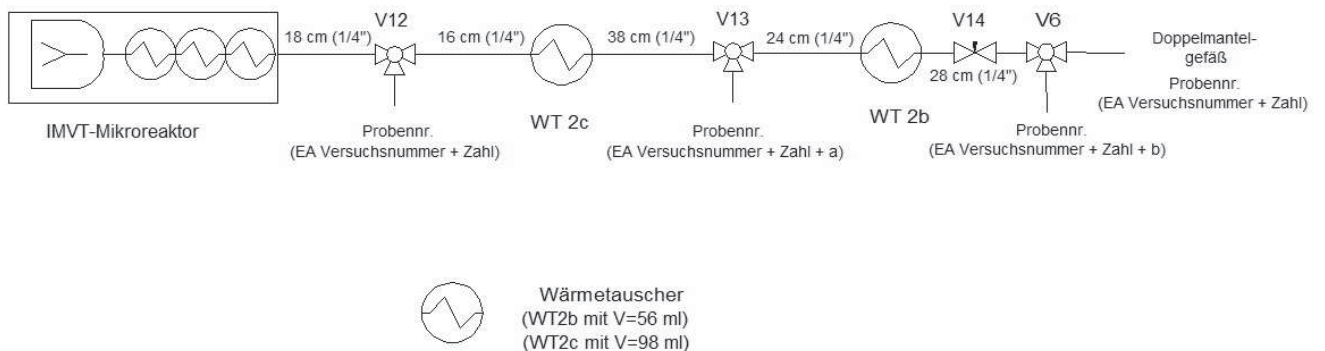 V12
V13
V14
V6
18 cm (1/4")
16 cm (1/4")
38 cm (1/4")
24 cm (1/4")
28 cm (1/4")
Doppelmantel-
gefäß
Probennr.
(EA Versuchsnummer + Zahl)
IMVT-Mikroreaktor
Probennr.
(EA Versuchsnummer + Zahl)
WT 2c
Probennr.
(EA Versuchsnummer + Zahl + a)
WT 2b
Probennr.
(EA Versuchsnummer + Zahl + b)
Wärmetauscher
(WT2b mit V=56 ml)
(WT2c mit V=98 ml)